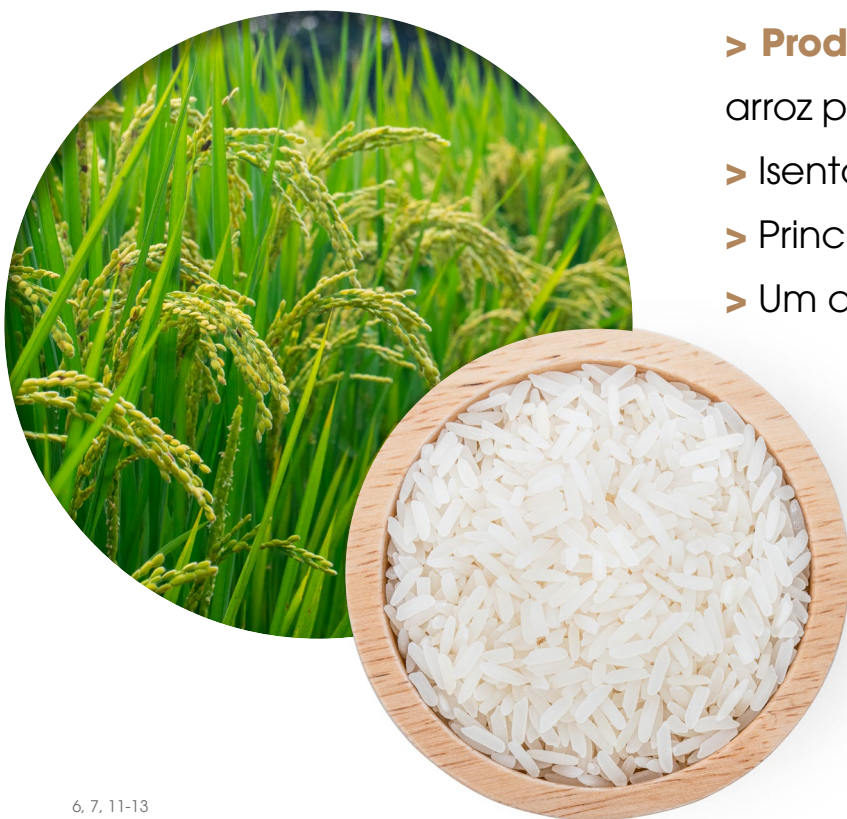 > Prod
arroz p
> Isento
> Princ
> Um d
6, 7, 11-13